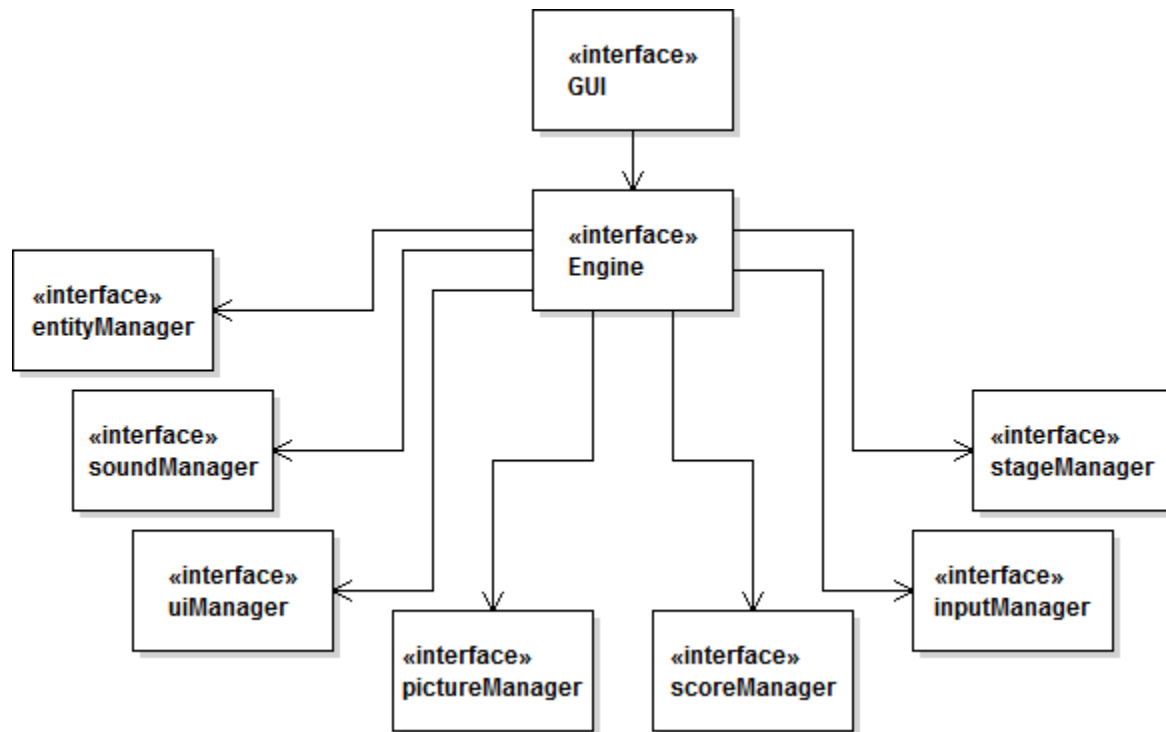 «interface»
GUI
«interface»
Engine
«interface»
entityManager
«interface»
soundManager
«interface»
stageManager
«interface»
uiManager
«interface»
inputManager
«interface»
pictureManager
«interface»
scoreManager